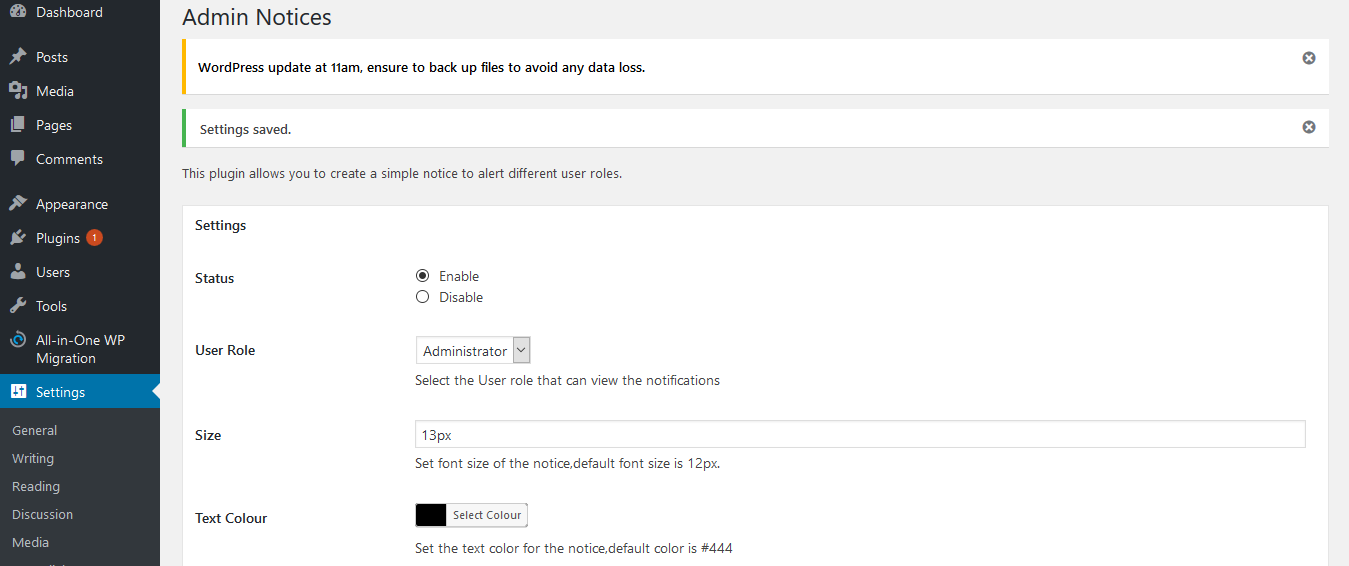 Dashboard
Posts
Media
Pages
Comments
Appearance
Plugins 1
Users
Tools
All-in-One WP
Migration
Settings
General
Writing
Reading
Discussion
Media
Admin Notices
WordPress update at 11am, ensure to back up files to avoid any data loss.
Settings saved.
This plugin allows you to create a simple notice to alert different user roles.
Settings
Status
Enable
Disable
User Role
Administrator
Select the User role that can view the notifications
Size
13px
Set font size of the notice,default font size is 12px.
Text Colour
Select Colour
Set the text color for the notice,default color is #444